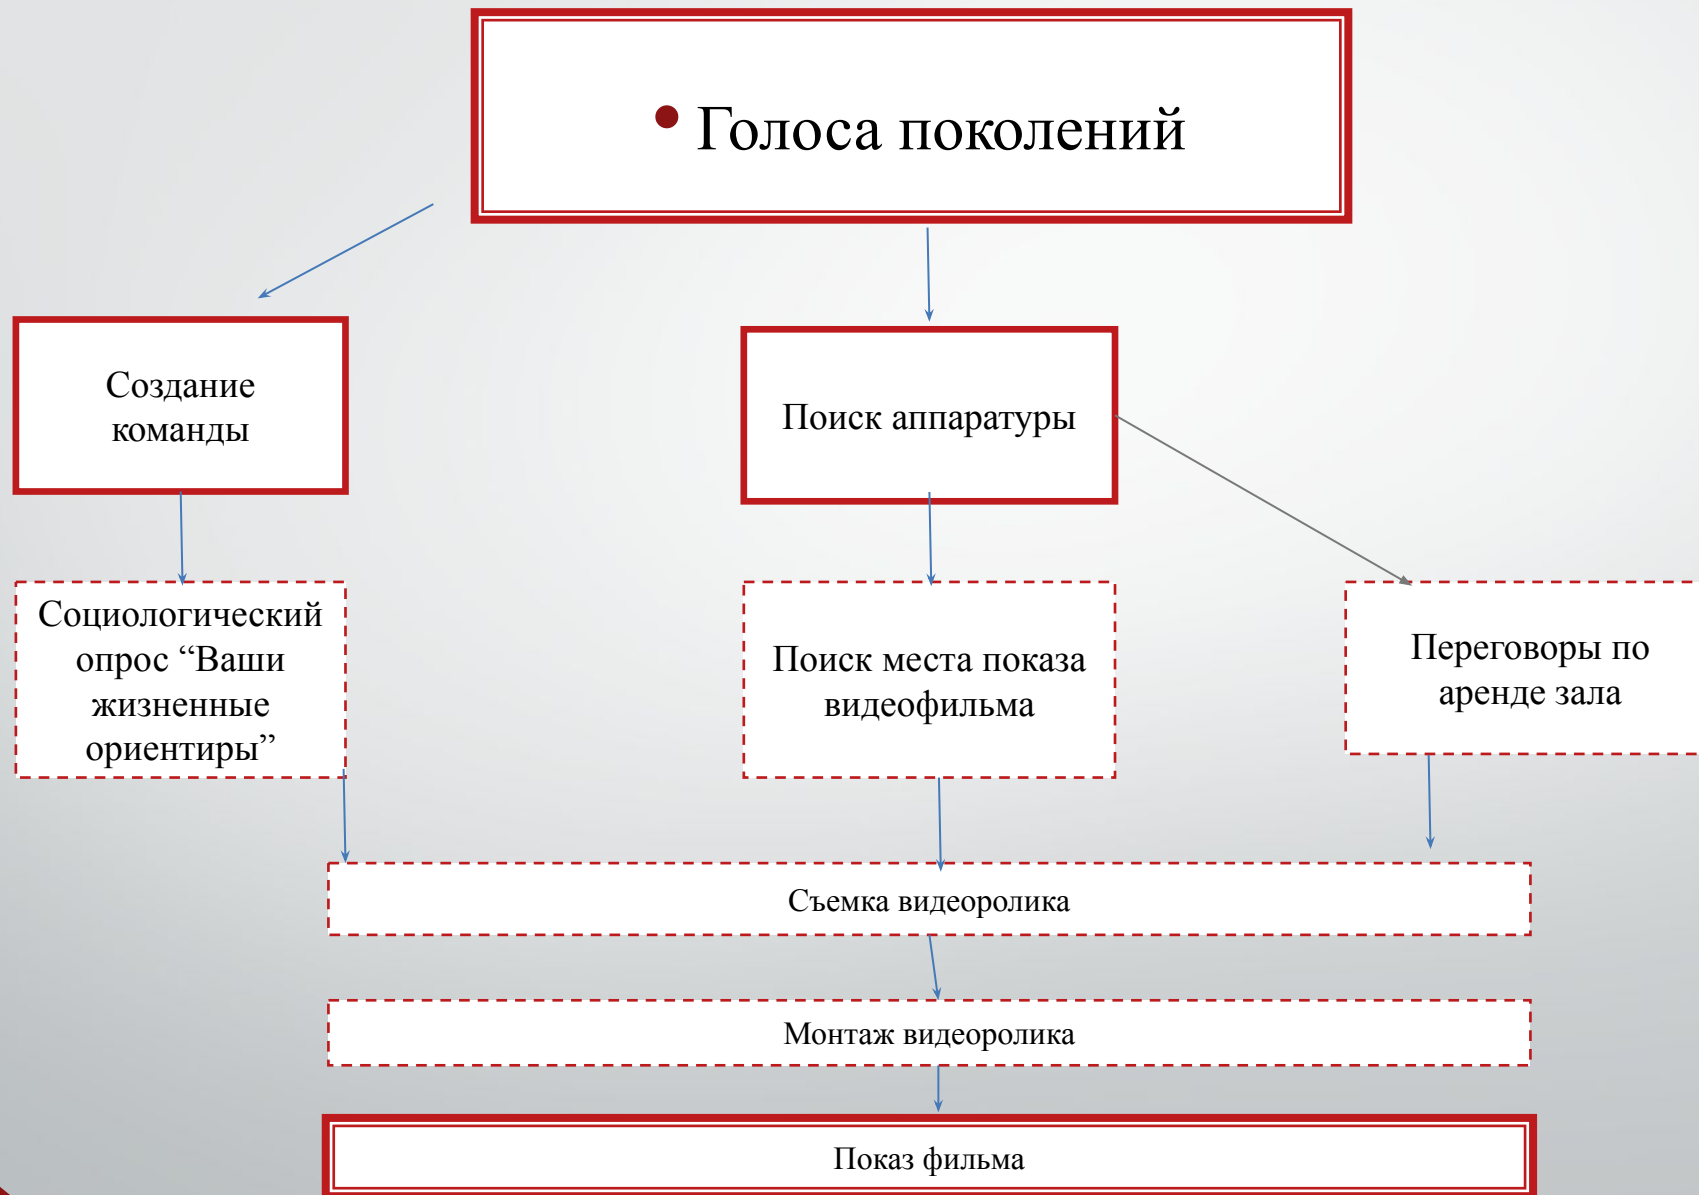 • Голоса поколений
Создание
команды
Поиск аппаратуры
Социологический
опрос “Ваши
жизненные
ориентиры”
Поиск места показа
видеофильма
Переговоры по
аренде зала
Съемка видеоролика
Монтаж видеоролика
Показ фильма